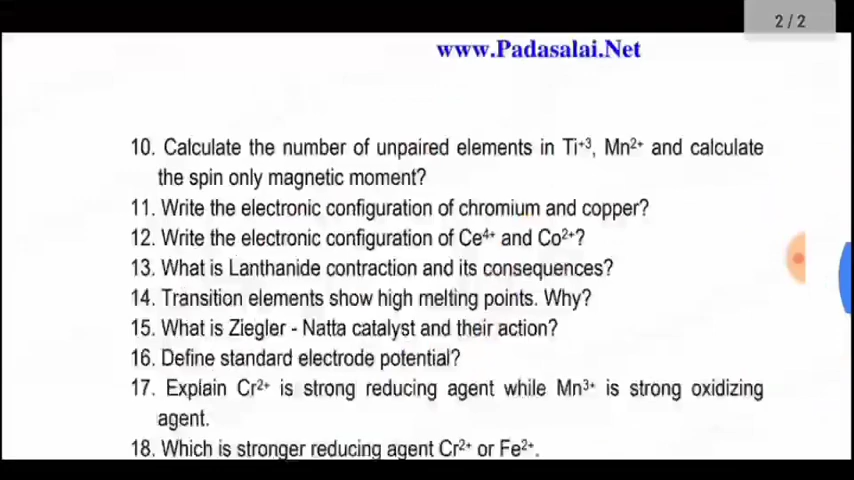 2 / 2
www.Padasalai.Net
10. Calculate the number of unpaired elements in Ti⁺³, Mn²⁺ and calculate
the spin only magnetic moment?
11. Write the electronic configuration of chromium and copper?
12. Write the electronic configuration of Ce⁴⁺ and Co²⁺?
13. What is Lanthanide contraction and its consequences?
14. Transition elements show high melting points. Why?
15. What is Ziegler - Natta catalyst and their action?
16. Define standard electrode potential?
17. Explain Cr²⁺ is strong reducing agent while Mn³⁺ is strong oxidizing
agent.
18. Which is stronger reducing agent Cr²⁺ or Fe²⁺.